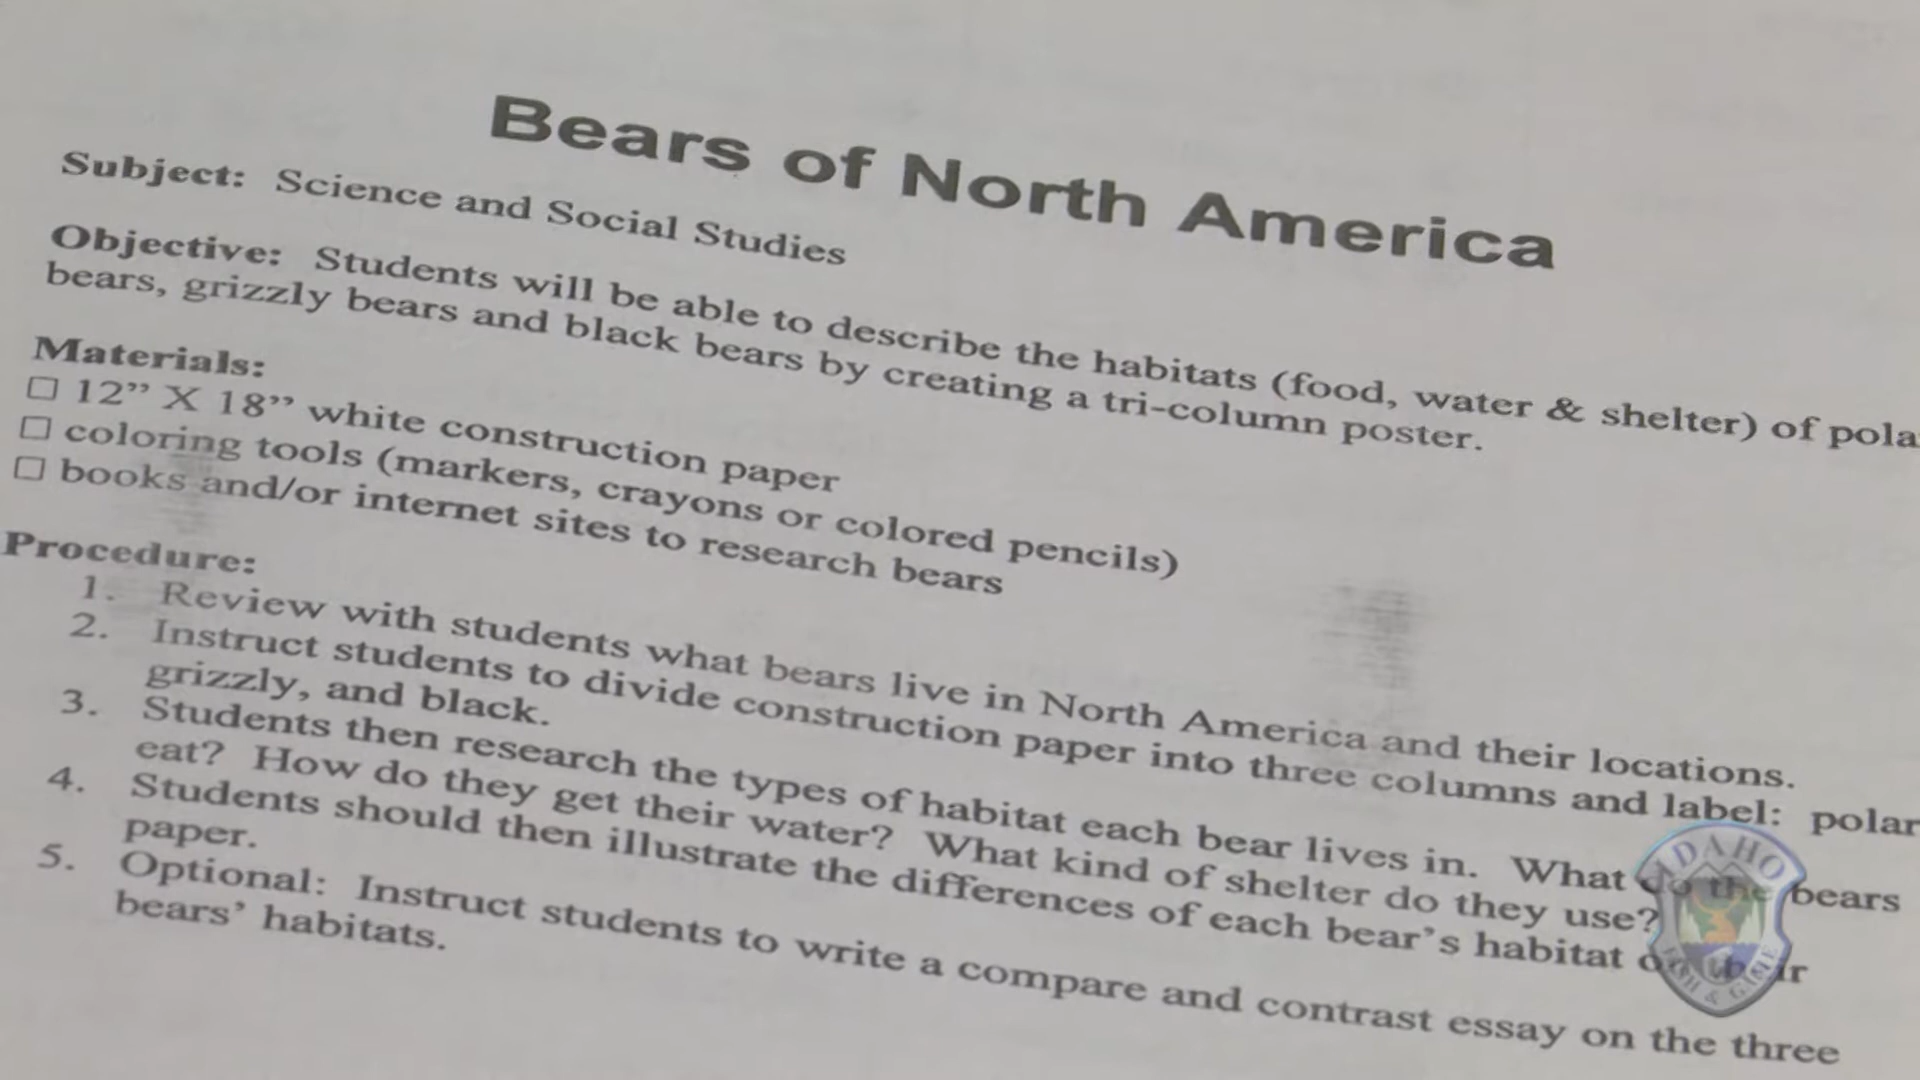 Bears of North America
Subject: Science and Social Studies
Objective: Students will be able to describe the habitats (food, water & shelter) of pola
bears, grizzly bears and black bears by creating a tri-column poster.
Materials:
☐ 12” X 18” white construction paper
☐ coloring tools (markers, crayons or colored pencils)
☐ books and/or internet sites to research bears
Procedure:
1. Review with students what bears live in North America and their locations.
2. Instruct students to divide construction paper into three columns and label: polar
grizzly, and black.
3. Students then research the types of habitat each bear lives in. What do the bears
eat? How do they get their water? What kind of shelter do they use?
4. Students should then illustrate the differences of each bear’s habitat
paper.
5. Optional: Instruct students to write a compare and contrast essay on the three
bears’ habitats.
IDAHO
FISH & GAME